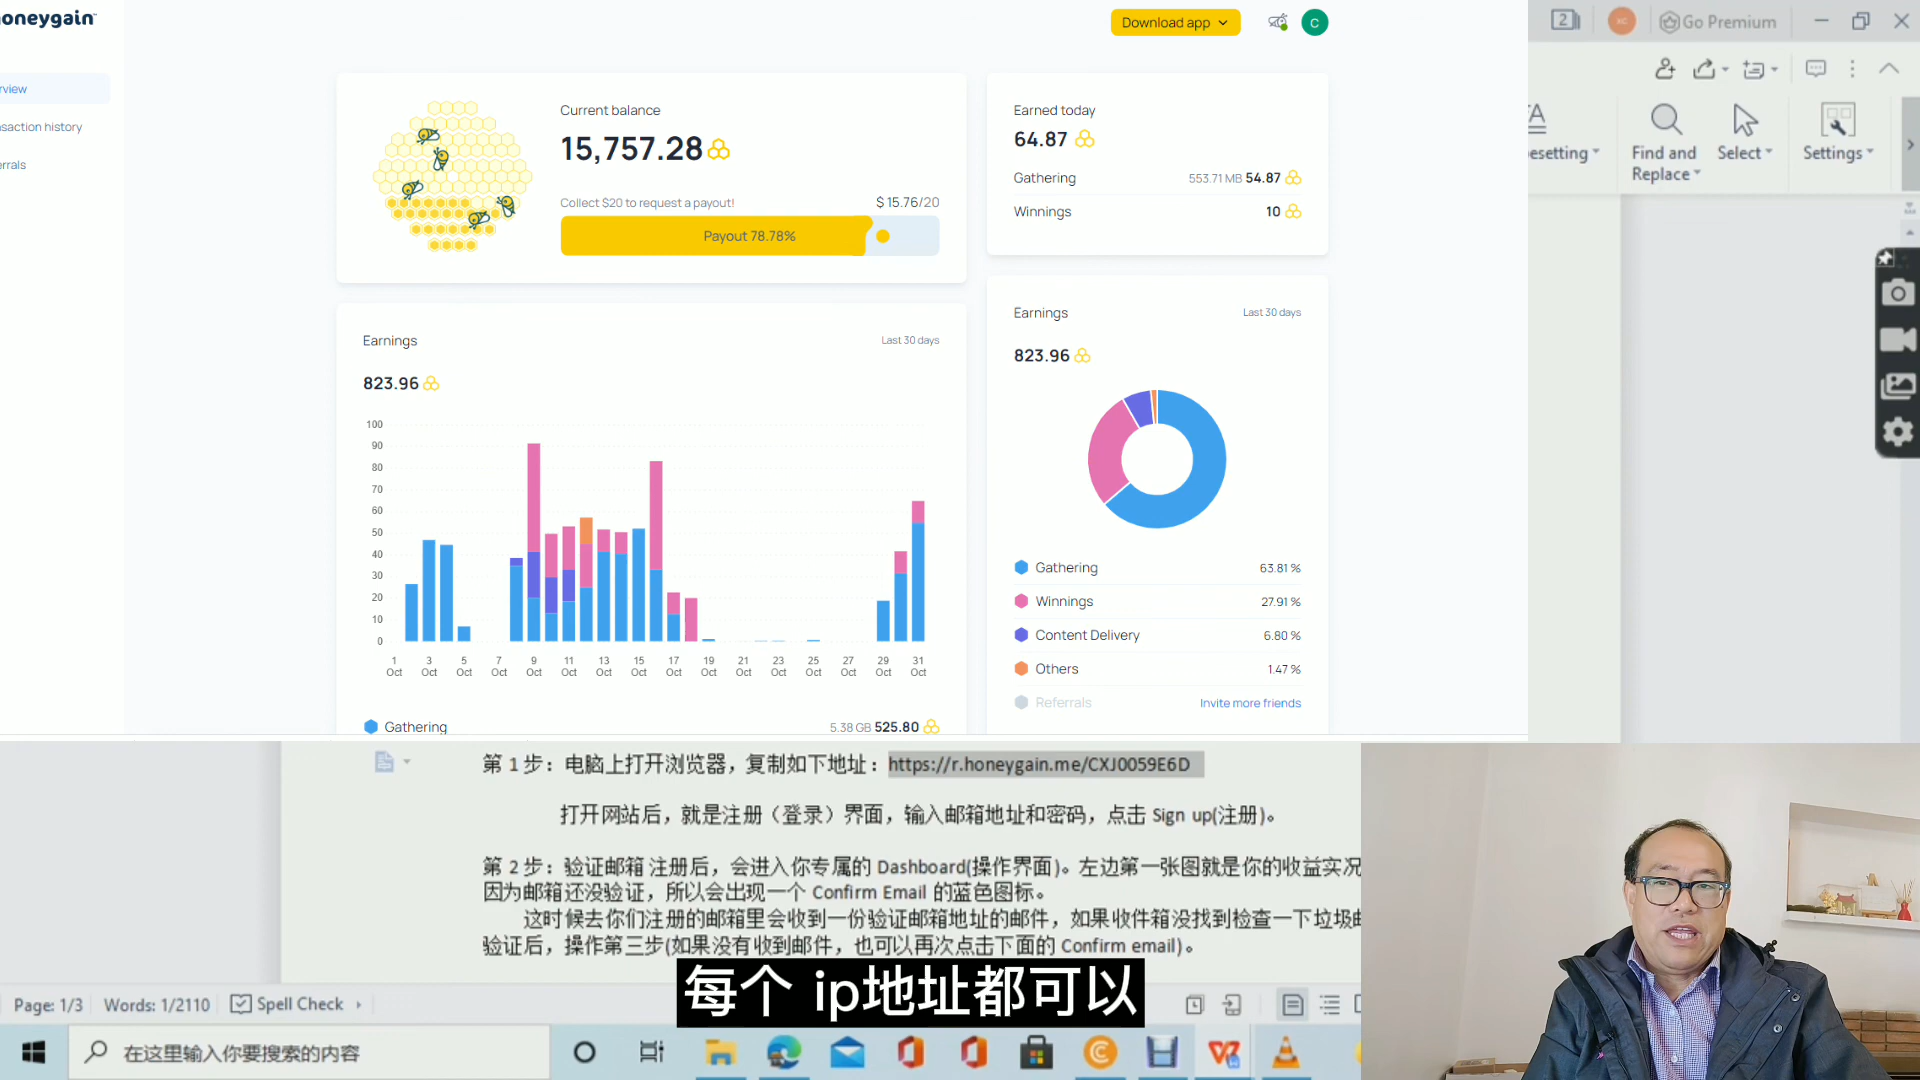 oneygain
Download app
C
2
XC
Go Premium
rview
saction history
errals
Current balance
15,757.28
Collect $20 to request a payout!
$ 15.76/20
Payout 78.78%
Earned today
64.87
Gathering
553.71 MB 54.87
Winnings
10
esetting
Find and
Replace
Select
Settings
Earnings
Last 30 days
823.96
100
90
80
70
60
50
40
30
20
10
0
1 3 5 7 9 11 13 15 17 19 21 23 25 27 29 31
Oct Oct Oct Oct Oct Oct Oct Oct Oct Oct Oct Oct Oct Oct Oct Oct
Gathering
5.38 GB 525.80
Earnings
Last 30 days
823.96
Gathering 63.81 %
Winnings 27.91 %
Content Delivery 6.80 %
Others 1.47 %
Referrals Invite more friends
第 1 步：电脑上打开浏览器，复制如下地址：https://r.honeygain.me/CXJ0059E6D
打开网站后，就是注册（登录）界面，输入邮箱地址和密码，点击 Sign up(注册)。
第 2 步：验证邮箱 注册后，会进入你专属的 Dashboard(操作界面)。左边第一张图就是你的收益实况
因为邮箱还没验证，所以会出现一个 Confirm Email 的蓝色图标。
这时候去你们注册的邮箱里会收到一份验证邮箱地址的邮件，如果收件箱没找到检查一下垃圾
验证后，操作第三步(如果没有收到邮件，也可以再次点击下面的 Confirm email)。
每个 ip地址都可以
Page: 1/3
Words: 1/2110
Spell Check
在这里输入你要搜索的内容